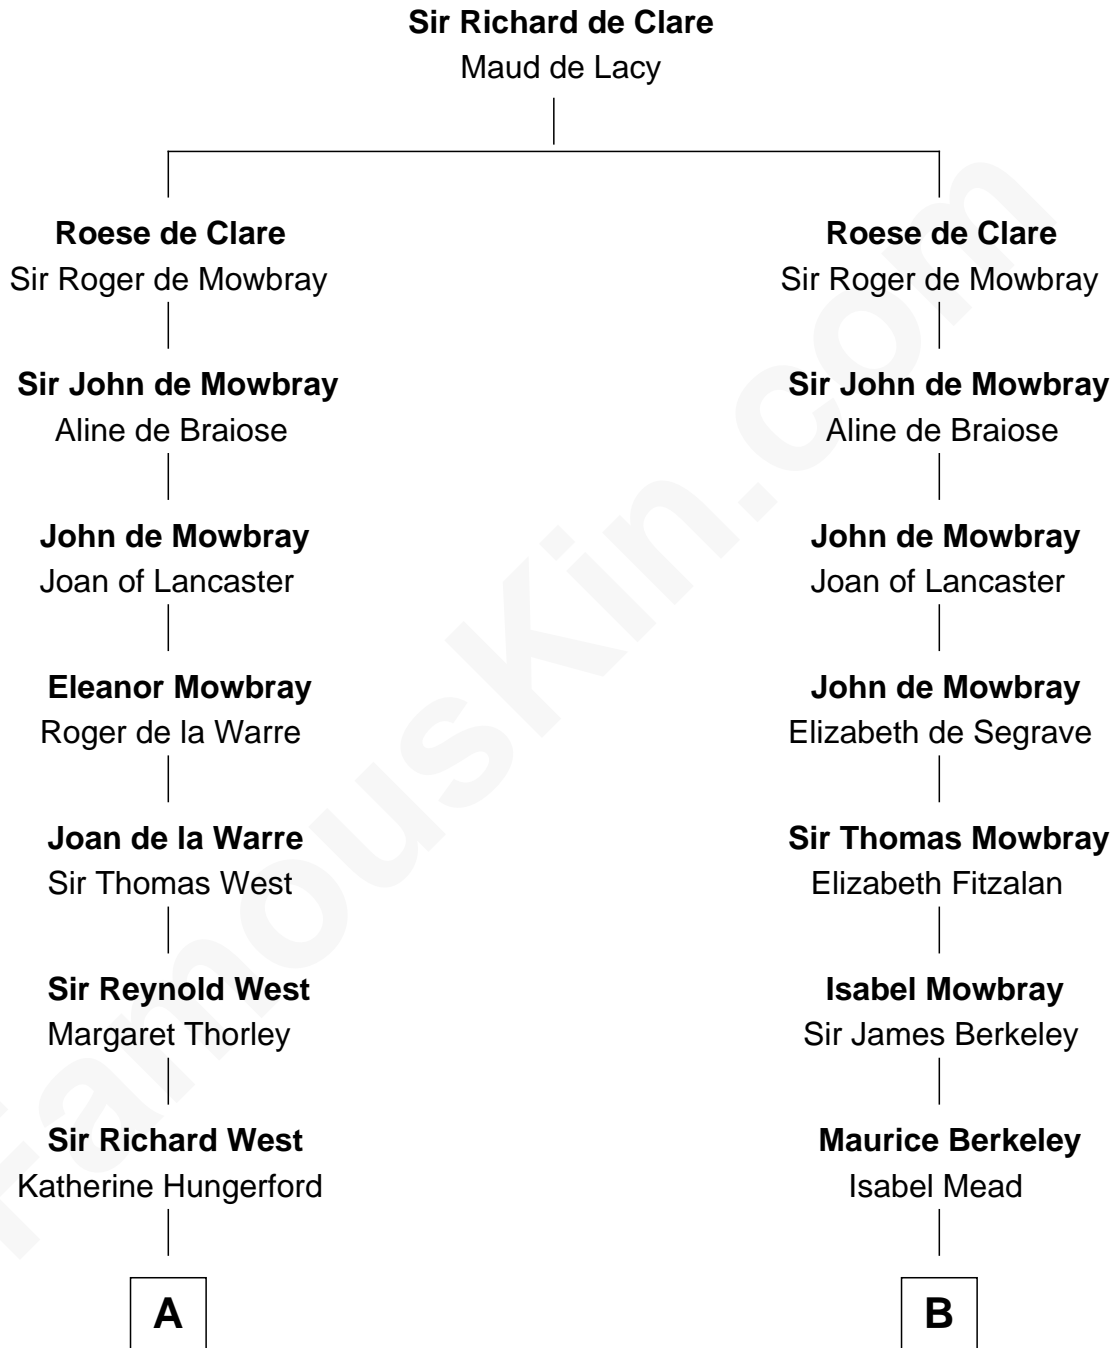 Sir Richard de Clare
Maud de Lacy
Roese de Clare
Sir Roger de Mowbray
Sir John de Mowbray
Aline de Braiose
John de Mowbray
Joan of Lancaster
Eleanor Mowbray
Roger de la Warre
Joan de la Warre
Sir Thomas West
Sir Reynold West
Margaret Thorley
Sir Richard West
Katherine Hungerford
A
Roese de Clare
Sir Roger de Mowbray
Sir John de Mowbray
Aline de Braiose
John de Mowbray
Joan of Lancaster
John de Mowbray
Elizabeth de Segrave
Sir Thomas Mowbray
Elizabeth Fitzalan
Isabel Mowbray
Sir James Berkeley
Maurice Berkeley
Isabel Mead
B
FamousKin.com